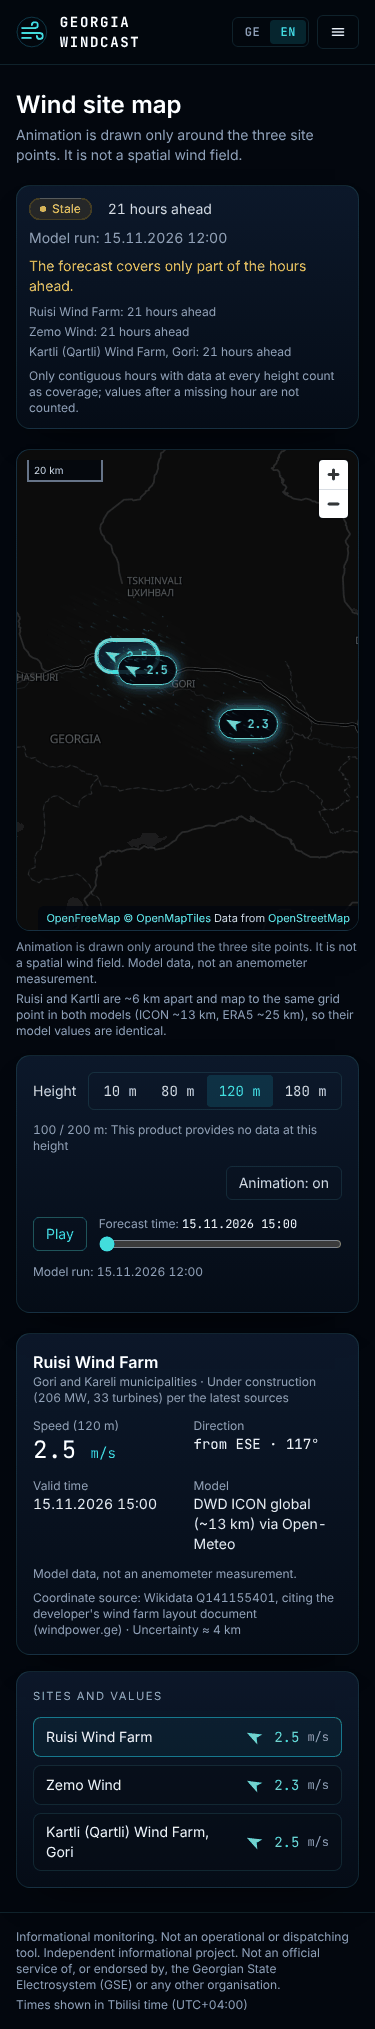 GEORGIA
WINDCAST
GE EN
Wind site map
Animation is drawn only around the three site
points. It is not a spatial wind field.
Stale 21 hours ahead
Model run: 15.11.2026 12:00
The forecast covers only part of the hours
ahead.
Ruisi Wind Farm: 21 hours ahead
Zemo Wind: 21 hours ahead
Kartli (Qartli) Wind Farm, Gori: 21 hours ahead
Only contiguous hours with data at every height count
as coverage; values after a missing hour are not
counted.
20 km
TSKHINVALI
ЦХИНВАЛ
2.5
HASHURI
GORI
2.3
GEORGIA
OpenFreeMap © OpenMapTiles Data from OpenStreetMap
Animation is drawn only around the three site points. It is not
a spatial wind field. Model data, not an anemometer
measurement.
Ruisi and Kartli are ~6 km apart and map to the same grid
point in both models (ICON ~13 km, ERA5 ~25 km), so their
model values are identical.
Height 10 m 80 m 120 m 180 m
100 / 200 m: This product provides no data at this
height
Animation: on
Play
Forecast time: 15.11.2026 15:00
Model run: 15.11.2026 12:00
Ruisi Wind Farm
Gori and Kareli municipalities · Under construction
(206 MW, 33 turbines) per the latest sources
Speed (120 m)
2.5 m/s
Direction
from ESE · 117°
Valid time
15.11.2026 15:00
Model
DWD ICON global
(~13 km) via Open-
Meteo
Model data, not an anemometer measurement.
Coordinate source: Wikidata Q141155401, citing the
developer's wind farm layout document
(windpower.ge) · Uncertainty ≈ 4 km
SITES AND VALUES
Ruisi Wind Farm 2.5 m/s
Zemo Wind 2.3 m/s
Kartli (Qartli) Wind Farm,
Gori 2.5 m/s
Informational monitoring. Not an operational or dispatching
tool. Independent informational project. Not an official
service of, or endorsed by, the Georgian State
Electrosystem (GSE) or any other organisation.
Times shown in Tbilisi time (UTC+04:00)